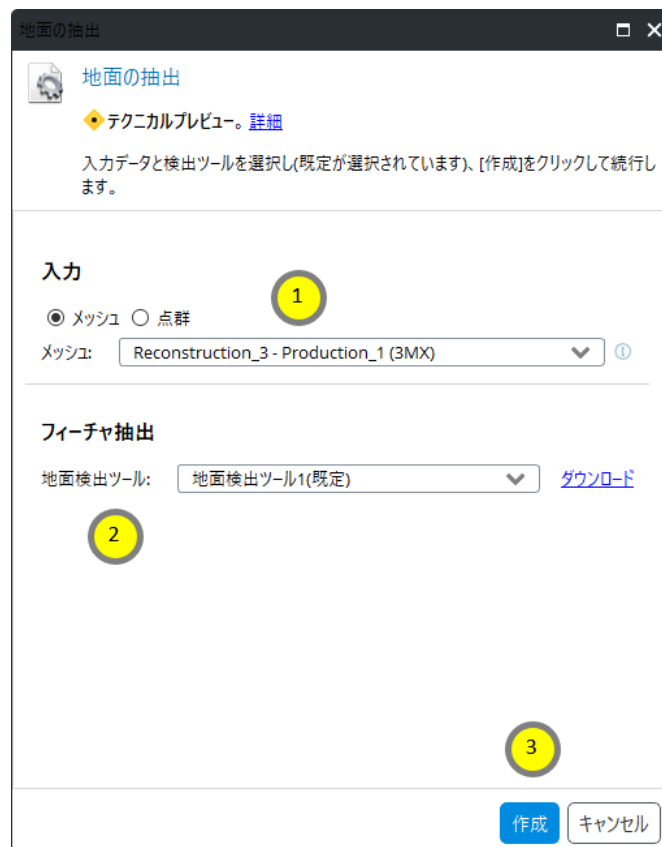 地面の抽出
地面の抽出
テクニカルプレビュー。詳細
入力データと検出ツールを選択し(既定が選択されています)、[作成]をクリックして続行し
ます。
入力
1
メッシュ 点群
メッシュ: Reconstruction_3 - Production_1 (3MX)
フィーチャ抽出
地面検出ツール: 地面検出ツール1(既定) ダウンロード
2
3
作成 キャンセル